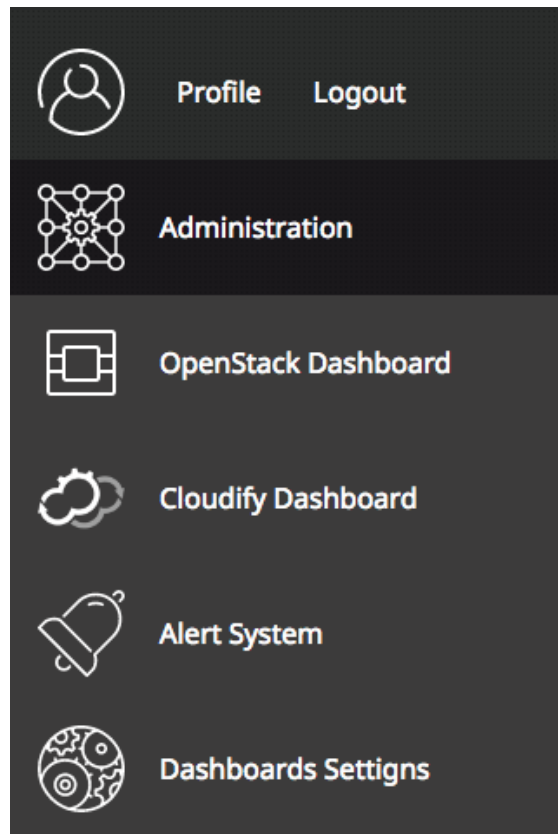 Profile Logout
Administration
OpenStack Dashboard
Cloudify Dashboard
Alert System
Dashboards Settigns